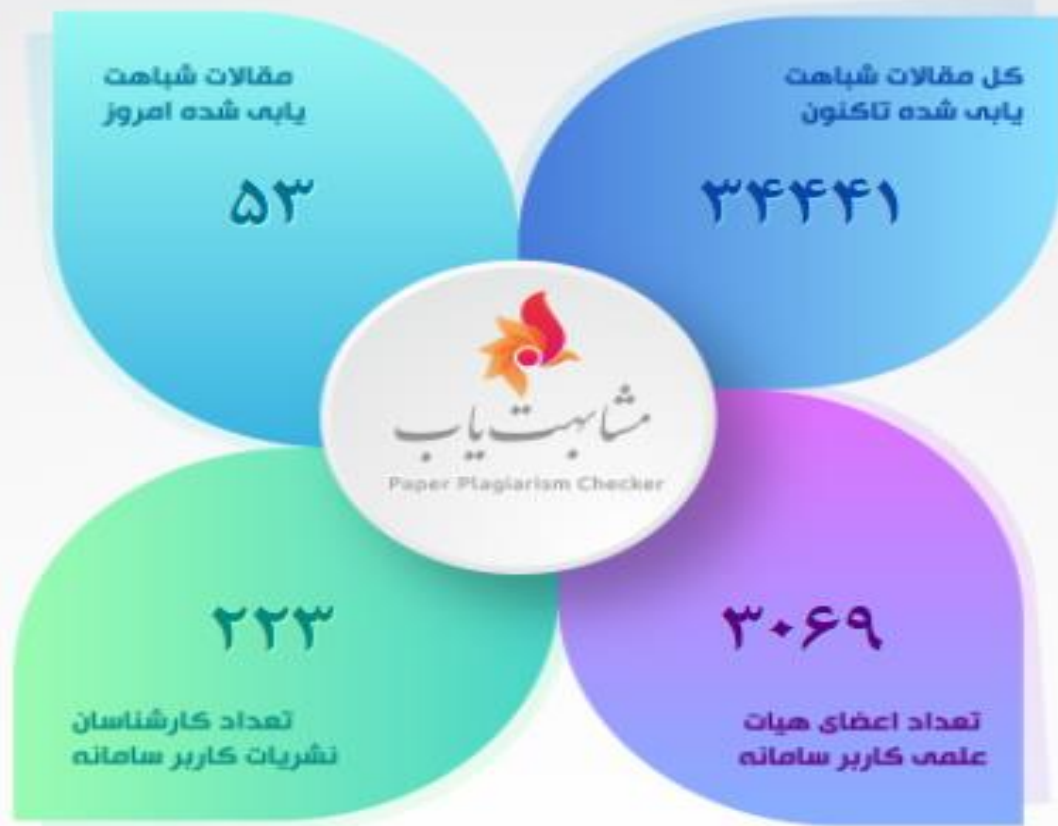 کل مقالات شباهت
یابی شده تاکنون
۳۴۴۴۱
مقالات شباهت
یابی شده امروز
۵۳
مشابهت یاب
Paper Plagiarism Checker
۳۰۶۹
تعداد اعضای هیات
علمی کاربر سامانه
۲۲۳
تعداد کارشناسان
نشریات کاربر سامانه